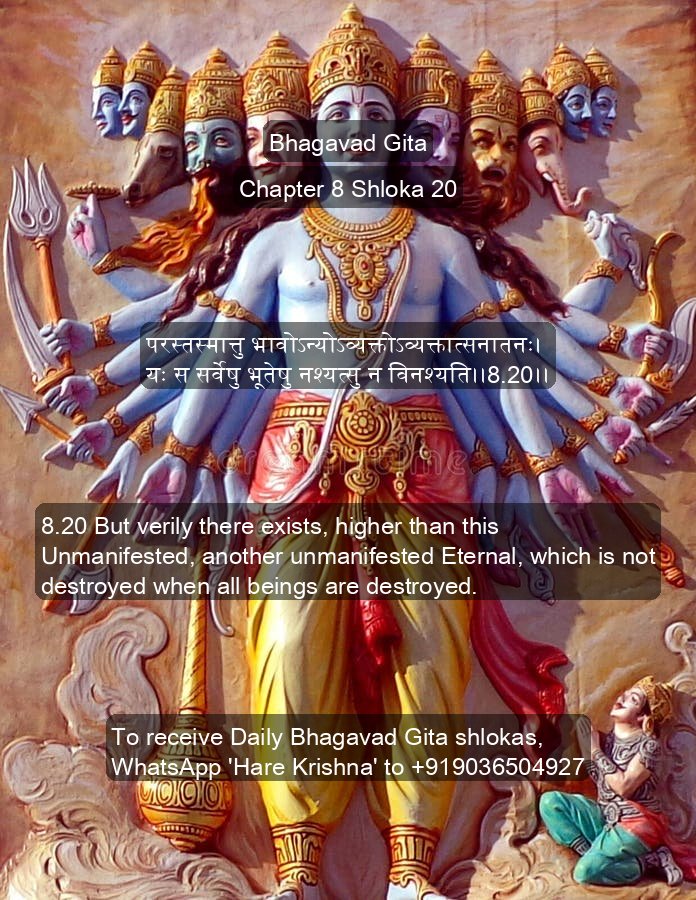 Bhagavad Gita
Chapter 8 Shloka 20
परस्तस्मात्तु भावोऽन्योऽव्यक्तोऽव्यक्तात्सनातनः।
यः स सर्वेषु भूतेषु नश्यत्सु न विनश्यति।।8.20।।
dreamstime
8.20 But verily there exists, higher than this
Unmanifested, another unmanifested Eternal, which is not
destroyed when all beings are destroyed.
To receive Daily Bhagavad Gita shlokas,
WhatsApp 'Hare Krishna' to +919036504927